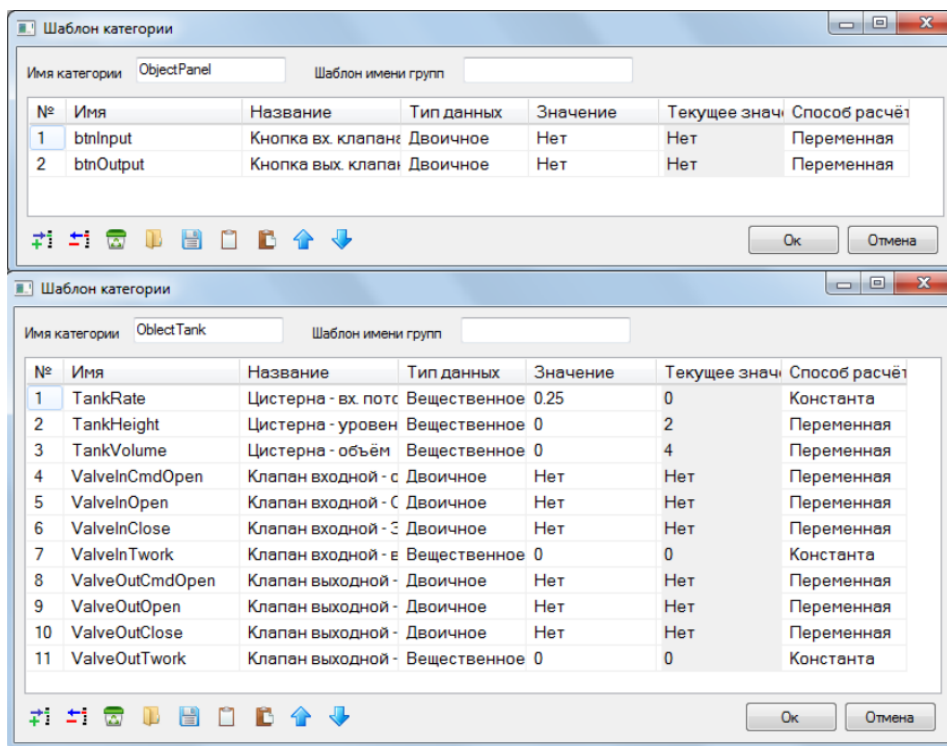 Шаблон категории
Имя категории ObjectPanel Шаблон имени групп
№ Имя Название Тип данных Значение Текущее значе Способ расчёт
1 btnInput Кнопка вх. клапана Двоичное Нет Нет Переменная
2 btnOutput Кнопка вых. клапан Двоичное Нет Нет Переменная
Ок Отмена
Шаблон категории
Имя категории OblectTank Шаблон имени групп
№ Имя Название Тип данных Значение Текущее значе Способ расчёт
1 TankRate Цистерна - вх. пото Вещественное 0.25 0 Константа
2 TankHeight Цистерна - уровен Вещественное 0 2 Переменная
3 TankVolume Цистерна - объём Вещественное 0 4 Переменная
4 ValveInCmdOpen Клапан входной - о Двоичное Нет Нет Переменная
5 ValveInOpen Клапан входной - О Двоичное Нет Нет Переменная
6 ValveInClose Клапан входной - З Двоичное Нет Нет Переменная
7 ValveInTwork Клапан входной - в Вещественное 0 0 Константа
8 ValveOutCmdOpen Клапан выходной - Двоичное Нет Нет Переменная
9 ValveOutOpen Клапан выходной - Двоичное Нет Нет Переменная
10 ValveOutClose Клапан выходной - Двоичное Нет Нет Переменная
11 ValveOutTwork Клапан выходной - Вещественное 0 0 Константа
Ок Отмена